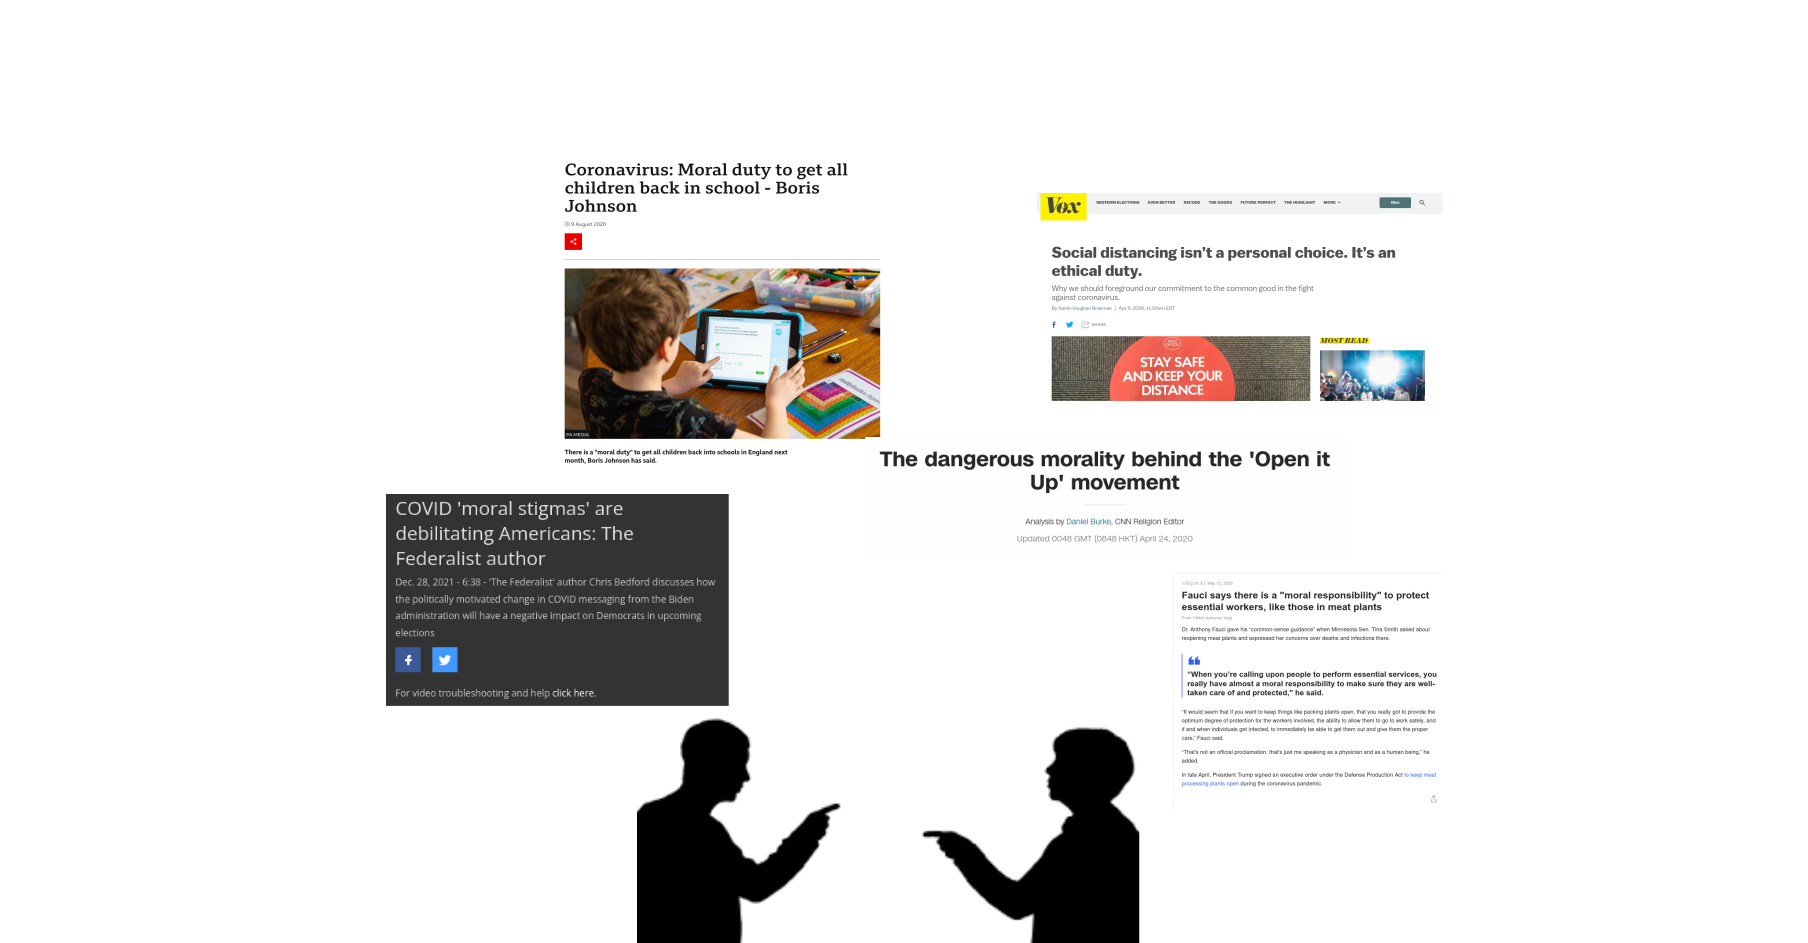 Coronavirus: Moral duty to get all
children back in school - Boris
Johnson
9 August 2020
PA MEDIA
There is a "moral duty" to get all children back into schools in England next
month, Boris Johnson has said.
Vox
MIDTERM ELECTIONS EVEN BETTER RECODE THE GOODS FUTURE PERFECT THE HIGHLIGHT MORE
Give
Social distancing isn't a personal choice. It's an
ethical duty.
Why we should foreground our commitment to the common good in the fight
against coronavirus.
By Sarah-Vaughan Brakman | Apr 9, 2020, 11:50am EDT
SHARE
STAY SAFE
AND KEEP YOUR
DISTANCE
MOST READ
The dangerous morality behind the 'Open it
Up' movement
Analysis by Daniel Burke, CNN Religion Editor
Updated 0048 GMT (0848 HKT) April 24, 2020
COVID 'moral stigmas' are
debilitating Americans: The
Federalist author
Dec. 28, 2021 - 6:38 - 'The Federalist' author Chris Bedford discusses how
the politically motivated change in COVID messaging from the Biden
administration will have a negative impact on Democrats in upcoming
elections
For video troubleshooting and help click here.
1:03 p.m. ET, May 12, 2020
Fauci says there is a "moral responsibility" to protect
essential workers, like those in meat plants
From CNN's Adrienne Vogt
Dr. Anthony Fauci gave his "common-sense guidance" when Minnesota Sen. Tina Smith asked about
reopening meat plants and expressed her concerns over deaths and infections there.
"When you're calling upon people to perform essential services, you
really have almost a moral responsibility to make sure they are well-
taken care of and protected," he said.
"It would seem that if you want to keep things like packing plants open, that you really got to provide the
optimum degree of protection for the workers involved, the ability to allow them to go to work safely, and
if and when individuals get infected, to immediately be able to get them out and give them the proper
care," Fauci said.
"That's not an official proclamation, that's just me speaking as a physician and as a human being," he
added.
In late April, President Trump signed an executive order under the Defense Production Act to keep meat
processing plants open during the coronavirus pandemic.